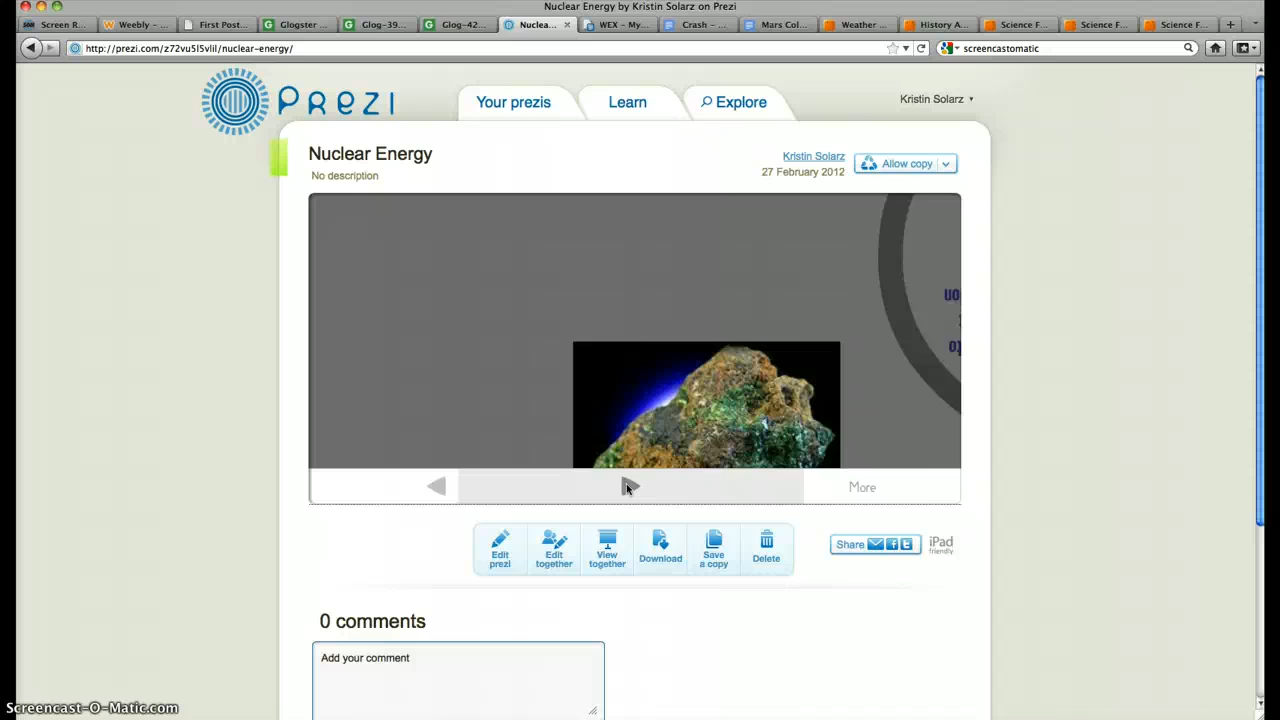 Nuclear Energy by Kristin Solarz on Prezi
Screen R... Weebly – ... First Post... Glogster ... Glog-39... Glog-42... Nuclea... WEX - My... Crash – ... Mars Col... Weather ... History A... Science F... Science F... Science F...
http://prezi.com/z72vu5l5vlil/nuclear-energy/ screencastomatic
PREZI Your prezis Learn Explore Kristin Solarz
Nuclear Energy
Kristin Solarz
Allow copy
No description
27 February 2012
on
to
More
Edit prezi
Edit together
View together
Download
Save a copy
Delete
Share
iPad friendly
0 comments
Add your comment
Screencast-O-Matic.com